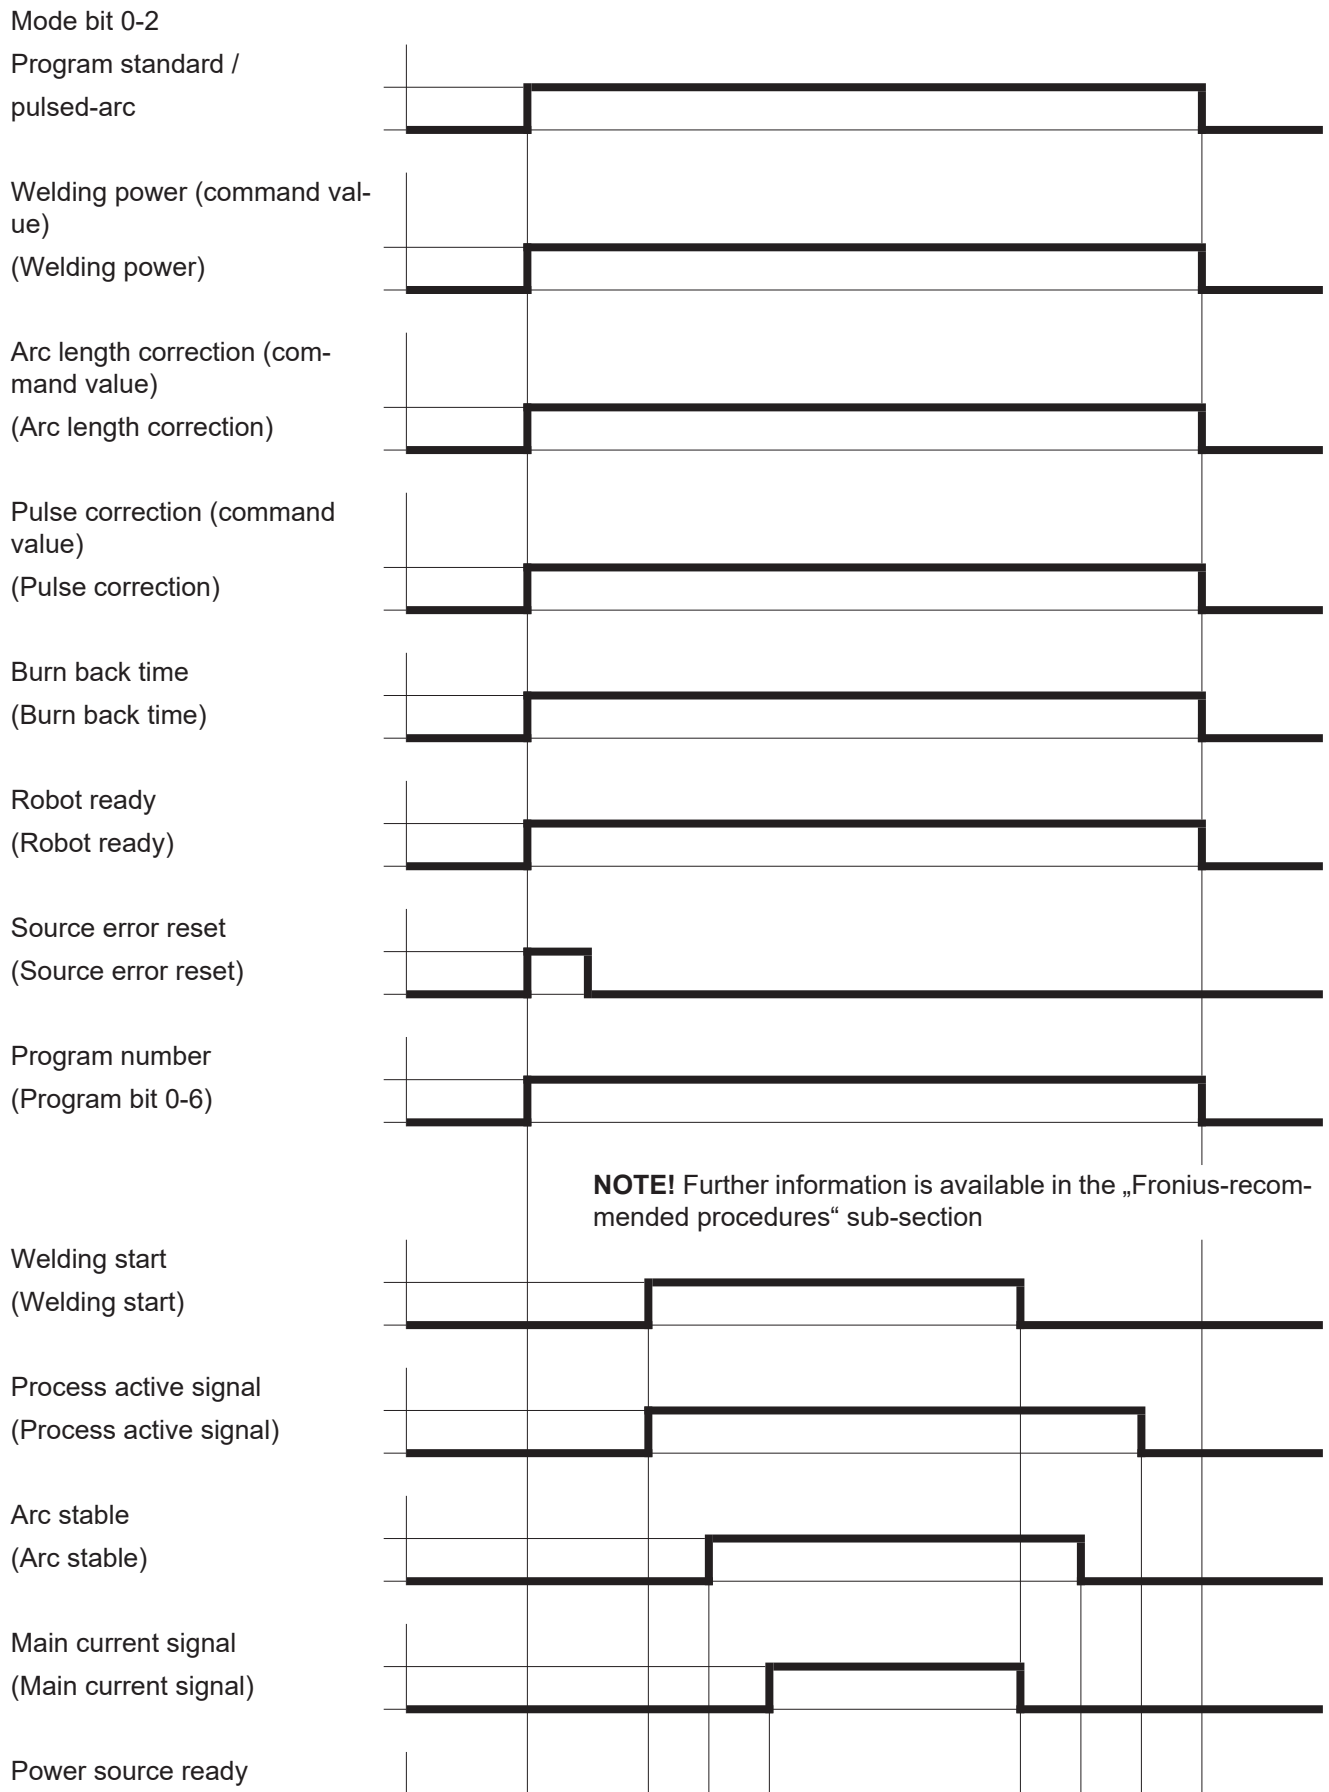 Mode bit 0-2
Program standard /
pulsed-arc
Welding power (command val-
ue)
(Welding power)
Arc length correction (com-
mand value)
(Arc length correction)
Pulse correction (command
value)
(Pulse correction)
Burn back time
(Burn back time)
Robot ready
(Robot ready)
Source error reset
(Source error reset)
Program number
(Program bit 0-6)
NOTE! Further information is available in the „Fronius-recom-
mended procedures“ sub-section
Welding start
(Welding start)
Process active signal
(Process active signal)
Arc stable
(Arc stable)
Main current signal
(Main current signal)
Power source ready